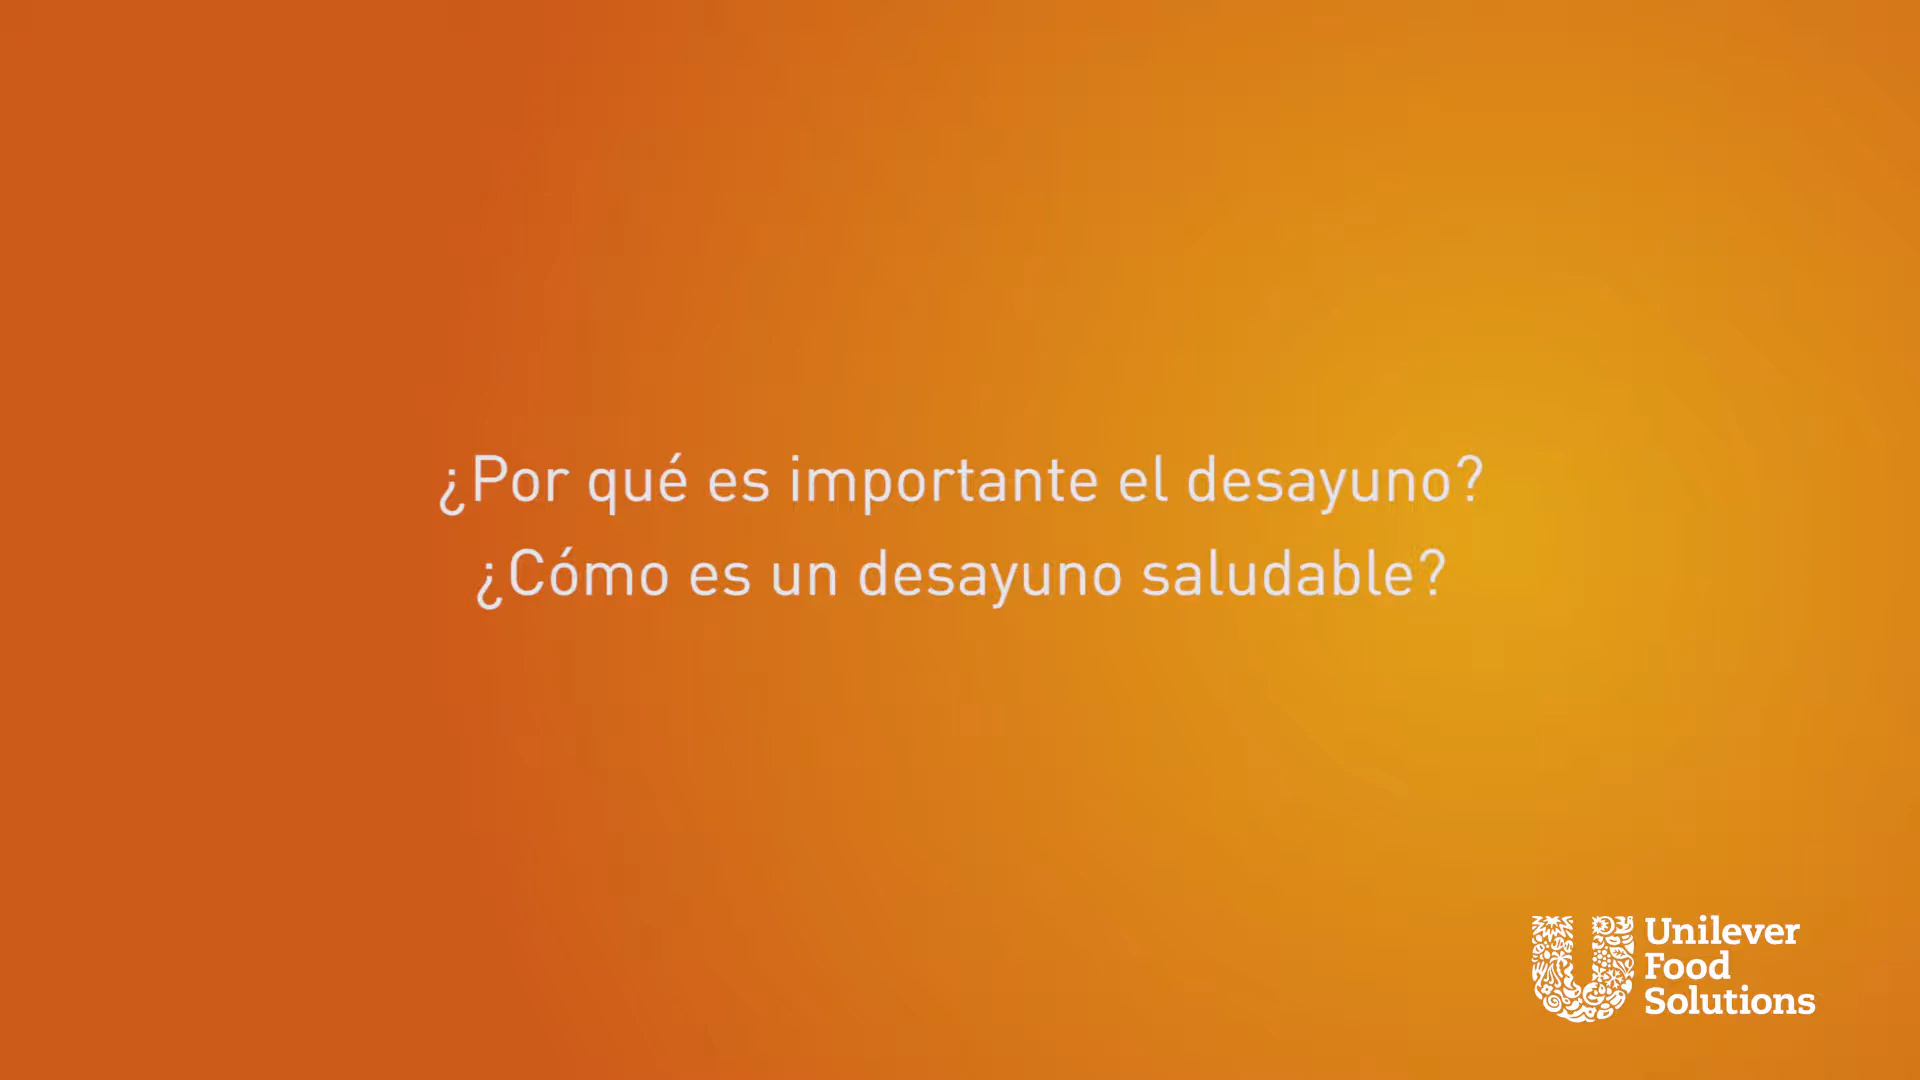 ¿Por qué es importante el desayuno?
¿Cómo es un desayuno saludable?
Unilever
Food
Solutions